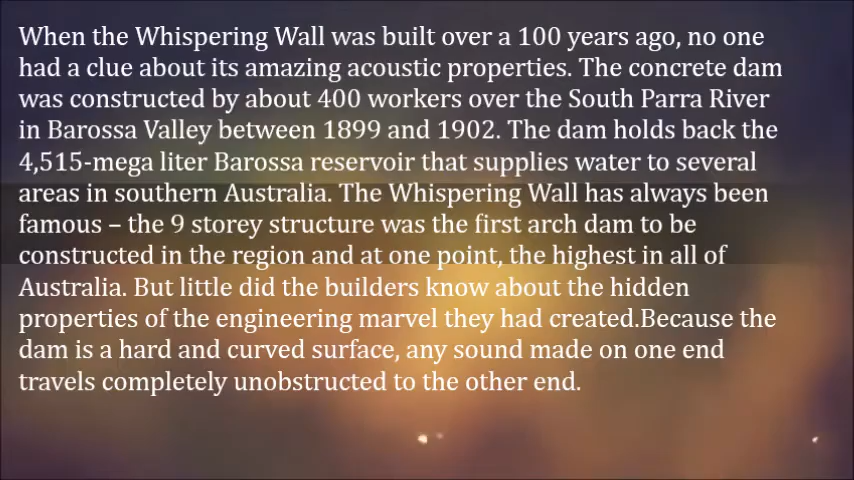 When the Whispering Wall was built over a 100 years ago, no one
had a clue about its amazing acoustic properties. The concrete dam
was constructed by about 400 workers over the South Parra River
in Barossa Valley between 1899 and 1902. The dam holds back the
4,515-mega liter Barossa reservoir that supplies water to several
areas in southern Australia. The Whispering Wall has always been
famous – the 9 storey structure was the first arch dam to be
constructed in the region and at one point, the highest in all of
Australia. But little did the builders know about the hidden
properties of the engineering marvel they had created.Because the
dam is a hard and curved surface, any sound made on one end
travels completely unobstructed to the other end.